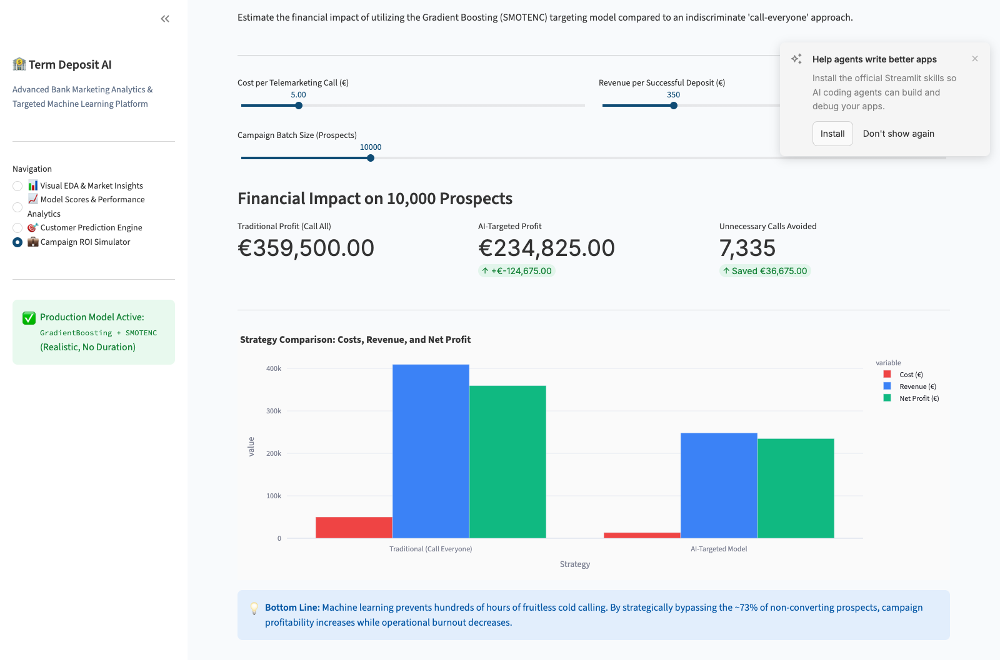 Term Deposit AI
Advanced Bank Marketing Analytics &
Targeted Machine Learning Platform
Navigation
Visual EDA & Market Insights
Model Scores & Performance
Analytics
Customer Prediction Engine
Campaign ROI Simulator
Production Model Active:
GradientBoosting + SMOTENC
(Realistic, No Duration)
Estimate the financial impact of utilizing the Gradient Boosting (SMOTENC) targeting model compared to an indiscriminate 'call-everyone' approach.
Help agents write better apps
Install the official Streamlit skills so
AI coding agents can build and
debug your apps.
Install
Don't show again
Cost per Telemarketing Call (€)
5.00
Revenue per Successful Deposit (€)
350
Campaign Batch Size (Prospects)
10000
Financial Impact on 10,000 Prospects
Traditional Profit (Call All)
€359,500.00
AI-Targeted Profit
€234,825.00
↑ +€-124,675.00
Unnecessary Calls Avoided
7,335
↑ Saved €36,675.00
Strategy Comparison: Costs, Revenue, and Net Profit
400k
300k
200k
100k
0
value
Traditional (Call Everyone)
AI-Targeted Model
Strategy
variable
Cost (€)
Revenue (€)
Net Profit (€)
Bottom Line: Machine learning prevents hundreds of hours of fruitless cold calling. By strategically bypassing the ~73% of non-converting prospects, campaign
profitability increases while operational burnout decreases.